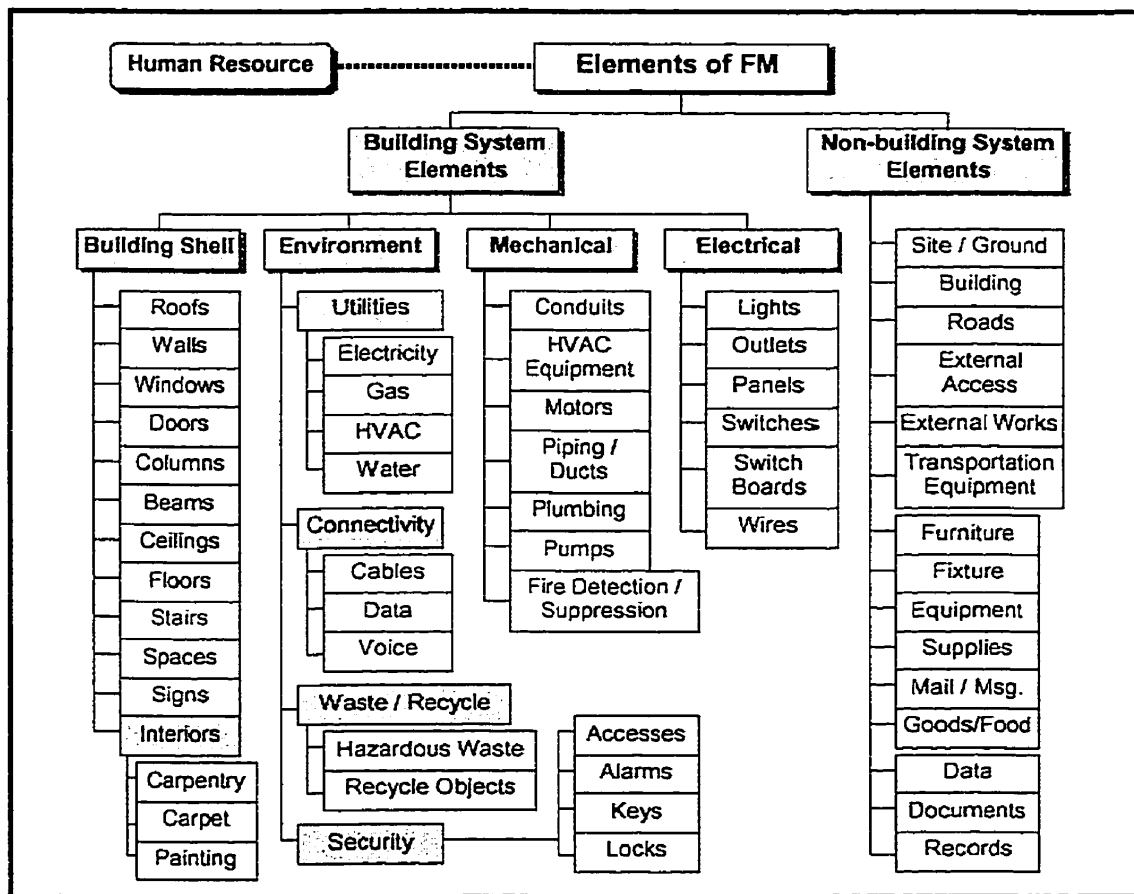 Human Resource
Elements of FM
Building System
Elements
Non-building System
Elements
Building Shell
Environment
Mechanical
Electrical
Roofs
Walls
Windows
Doors
Columns
Beams
Ceilings
Floors
Stairs
Spaces
Signs
Interiors
Carpentry
Carpet
Painting
Utilities
Electricity
Gas
HVAC
Water
Connectivity
Cables
Data
Voice
Waste / Recycle
Hazardous Waste
Recycle Objects
Security
Accesses
Alarms
Keys
Locks
Conduits
HVAC
Equipment
Motors
Piping /
Ducts
Plumbing
Pumps
Fire Detection /
Suppression
Lights
Outlets
Panels
Switches
Switch
Boards
Wires
Site / Ground
Building
Roads
External
Access
External Works
Transportation
Equipment
Furniture
Fixture
Equipment
Supplies
Mail / Msg.
Goods/Food
Data
Documents
Records